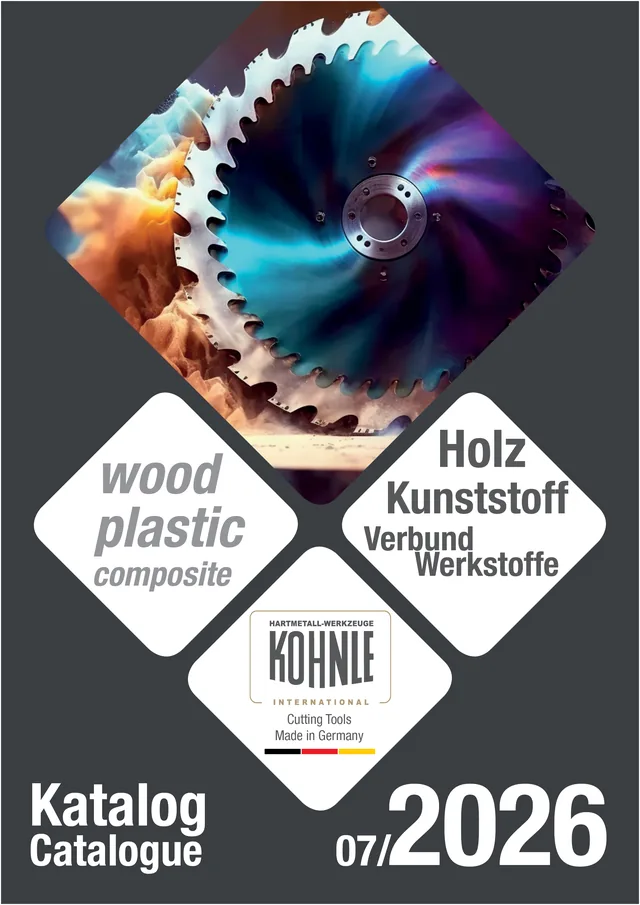 wood
plastic
composite
Holz
Kunststoff
Verbund
Werkstoffe
HARTMETALL-WERKZEUGE
KOHNLE
INTERNATIONAL
Cutting Tools
Made in Germany
Katalog
Catalogue
07/2026